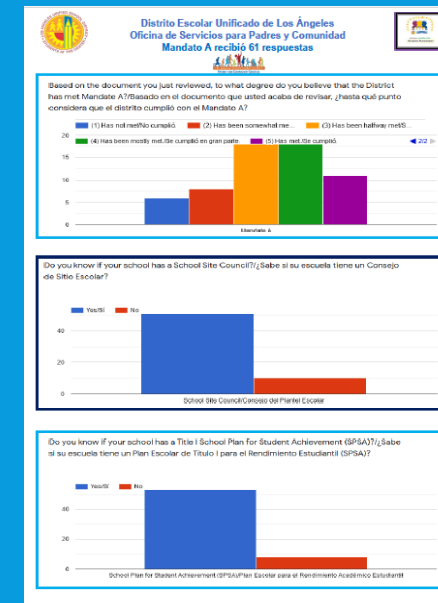 Distrito Escolar Unificado de Los Ángeles
Oficina de Servicios para Padres y Comunidad
Mandato A recibió 61 respuestas
Based on the document you just reviewed, to what degree do you believe that the District
has met Mandate A?/Basado en el documento que usted acaba de revisar, ¿hasta qué punto
considera que el distrito cumplió con el Mandato A?
(1) Has not met/No cumplió. (2) Has been somewhat me... (3) Has been halfway met/S...
(4) Has been mostly met./Se cumplió en gran parte. (5) Has met./Se cumplió. 2/2
20
15
10
5
0
Mandate A
Do you know if your school has a School Site Council?/¿Sabe si su escuela tiene un Consejo
de Sitio Escolar?
Yes/Sí No
40
20
0
School Site Council/Consejo del Plantel Escolar
Do you know if your school has a Title I School Plan for Student Achievement (SPSA)?/¿Sabe
si su escuela tiene un Plan Escolar de Título I para el Rendimiento Estudiantil (SPSA)?
Yes/Sí No
40
20
0
School Plan for Student Achievement (SPSA)/Plan Escolar para el Rendimiento Académico Estudiantil